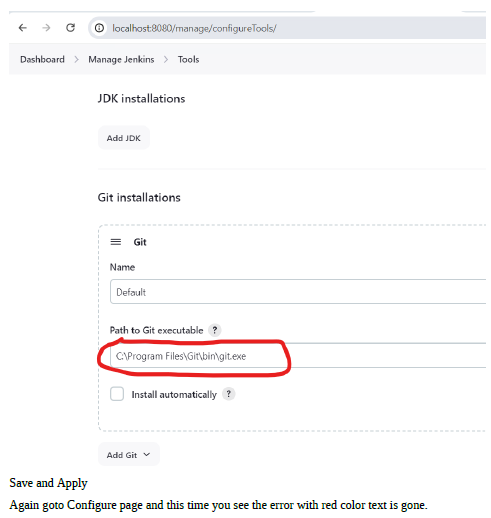 localhost:8080/manage/configureTools/
Dashboard > Manage Jenkins > Tools
JDK installations
Add JDK
Git installations
Git
Name
Default
Path to Git executable ?
C:\Program Files\Git\bin\git.exe
Install automatically ?
Add Git
Save and Apply
Again goto Configure page and this time you see the error with red color text is gone.